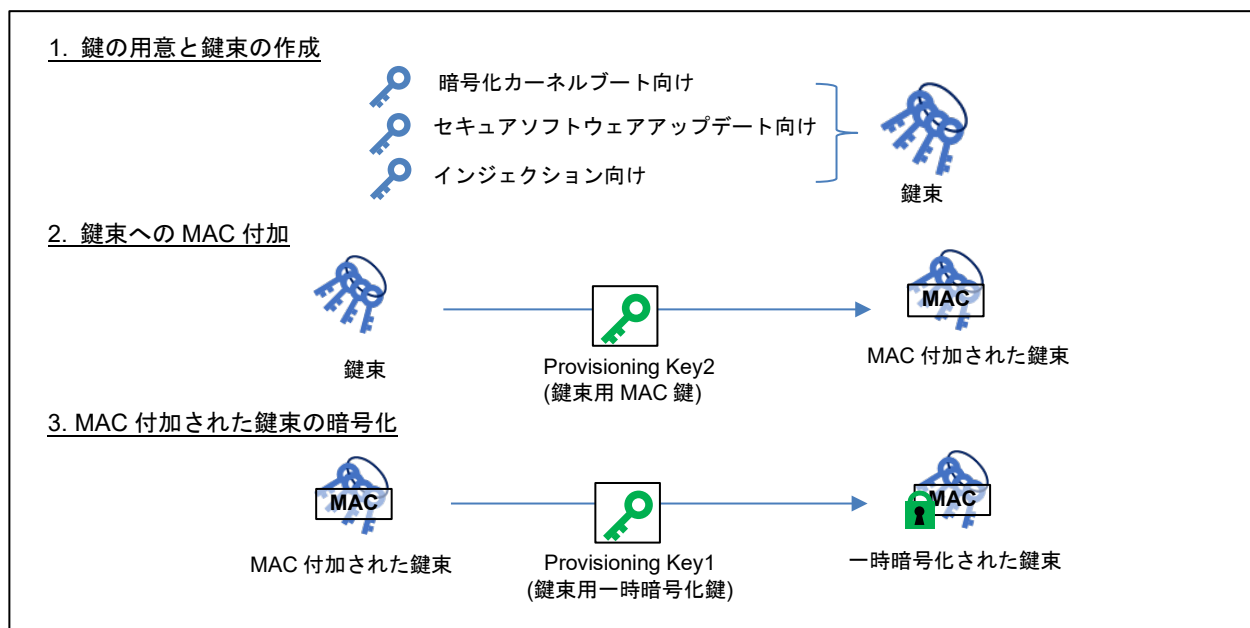 1. 鍵の用意と鍵束の作成
暗号化カーネルブート向け
セキュアソフトウェアアップデート向け
インジェクション向け
鍵束
2. 鍵束への MAC 付加
MAC
鍵束
Provisioning Key2
(鍵束用 MAC 鍵)
MAC 付加された鍵束
3. MAC 付加された鍵束の暗号化
MAC
MAC
MAC 付加された鍵束
Provisioning Key1
(鍵束用一時暗号化鍵)
一時暗号化された鍵束